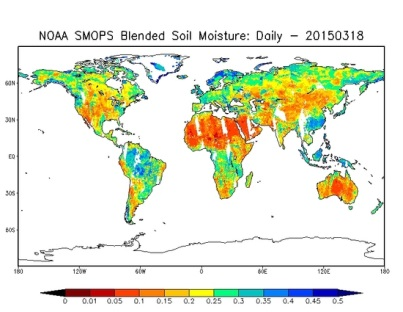 NOAA SMOPS Blended Soil Moisture: Daily – 20150318
60N
30N
EQ
30S
60S
180 120W 60W 0 60E 120E 180
0 0.01 0.05 0.1 0.15 0.2 0.25 0.3 0.35 0.4 0.45 0.5